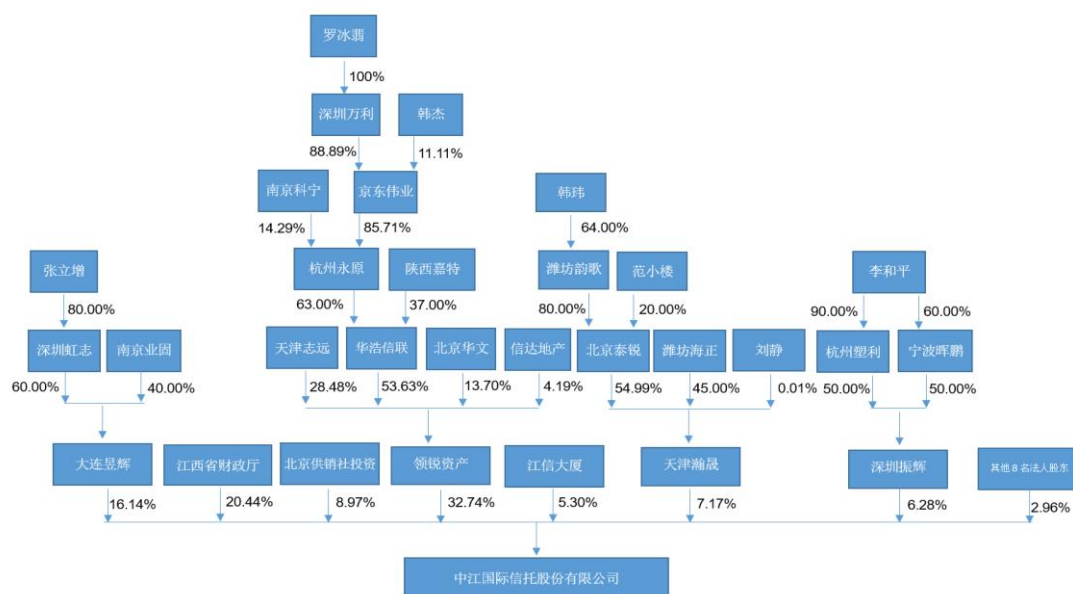 罗冰翡
100%
深圳万利
韩杰
88.89%
11.11%
南京科宁
京东伟业
韩玮
14.29%
85.71%
64.00%
张立增
杭州永原
陕西嘉特
潍坊韵歌
范小楼
李和平
80.00%
63.00%
37.00%
80.00%
20.00%
90.00%
60.00%
深圳虹志
南京业固
天津志远
华浩信联
北京华文
信达地产
北京泰锐
潍坊海正
刘静
杭州塑利
宁波晖鹏
60.00%
40.00%
28.48%
53.63%
13.70%
4.19%
54.99%
45.00%
0.01%
50.00%
50.00%
大连昱辉
江西省财政厅
北京供销社投资
领锐资产
江信大厦
天津瀚晟
深圳振辉
其他8名法人股东
16.14%
20.44%
8.97%
32.74%
5.30%
7.17%
6.28%
2.96%
中江国际信托股份有限公司